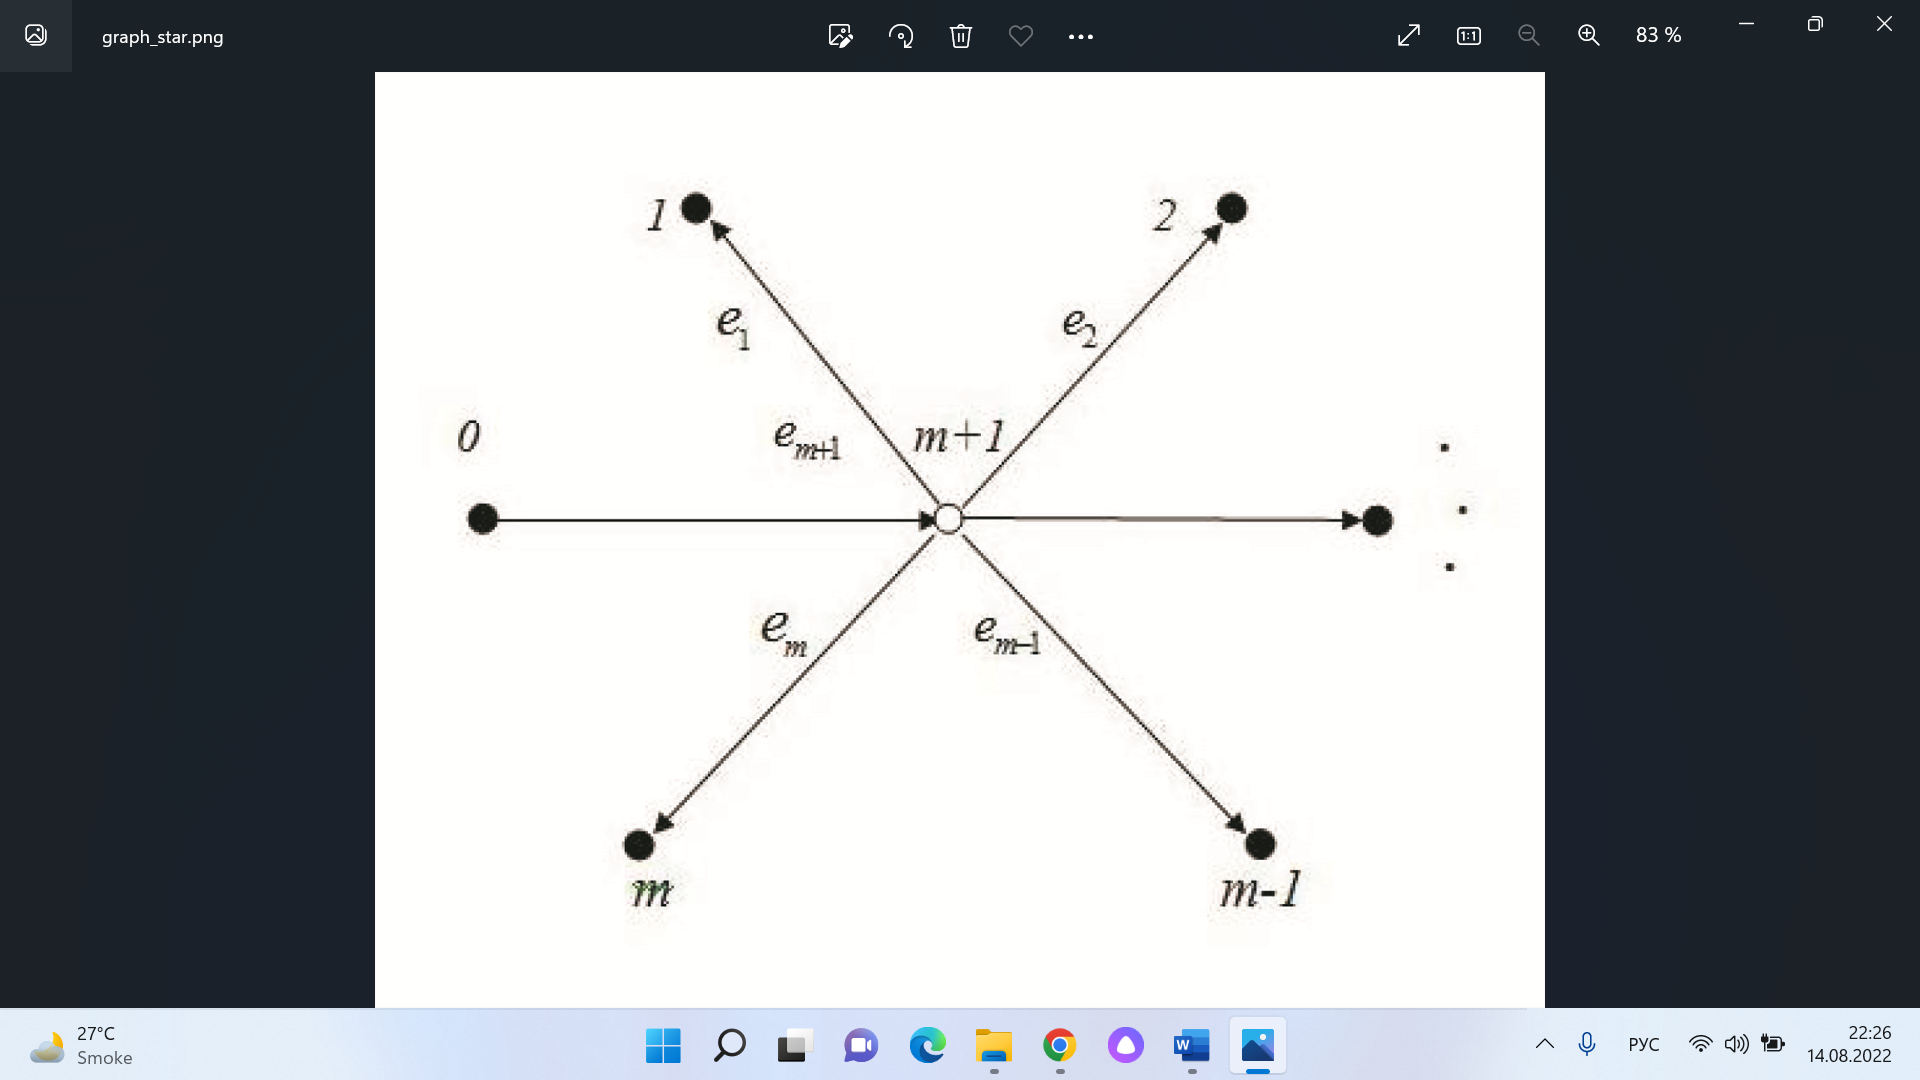 graph_star.png
83 %
1
2
e1
e2
0
em+1
m+1
em
em-1
m
m-1
27°C
Smoke
РУС
22:26
14.08.2022